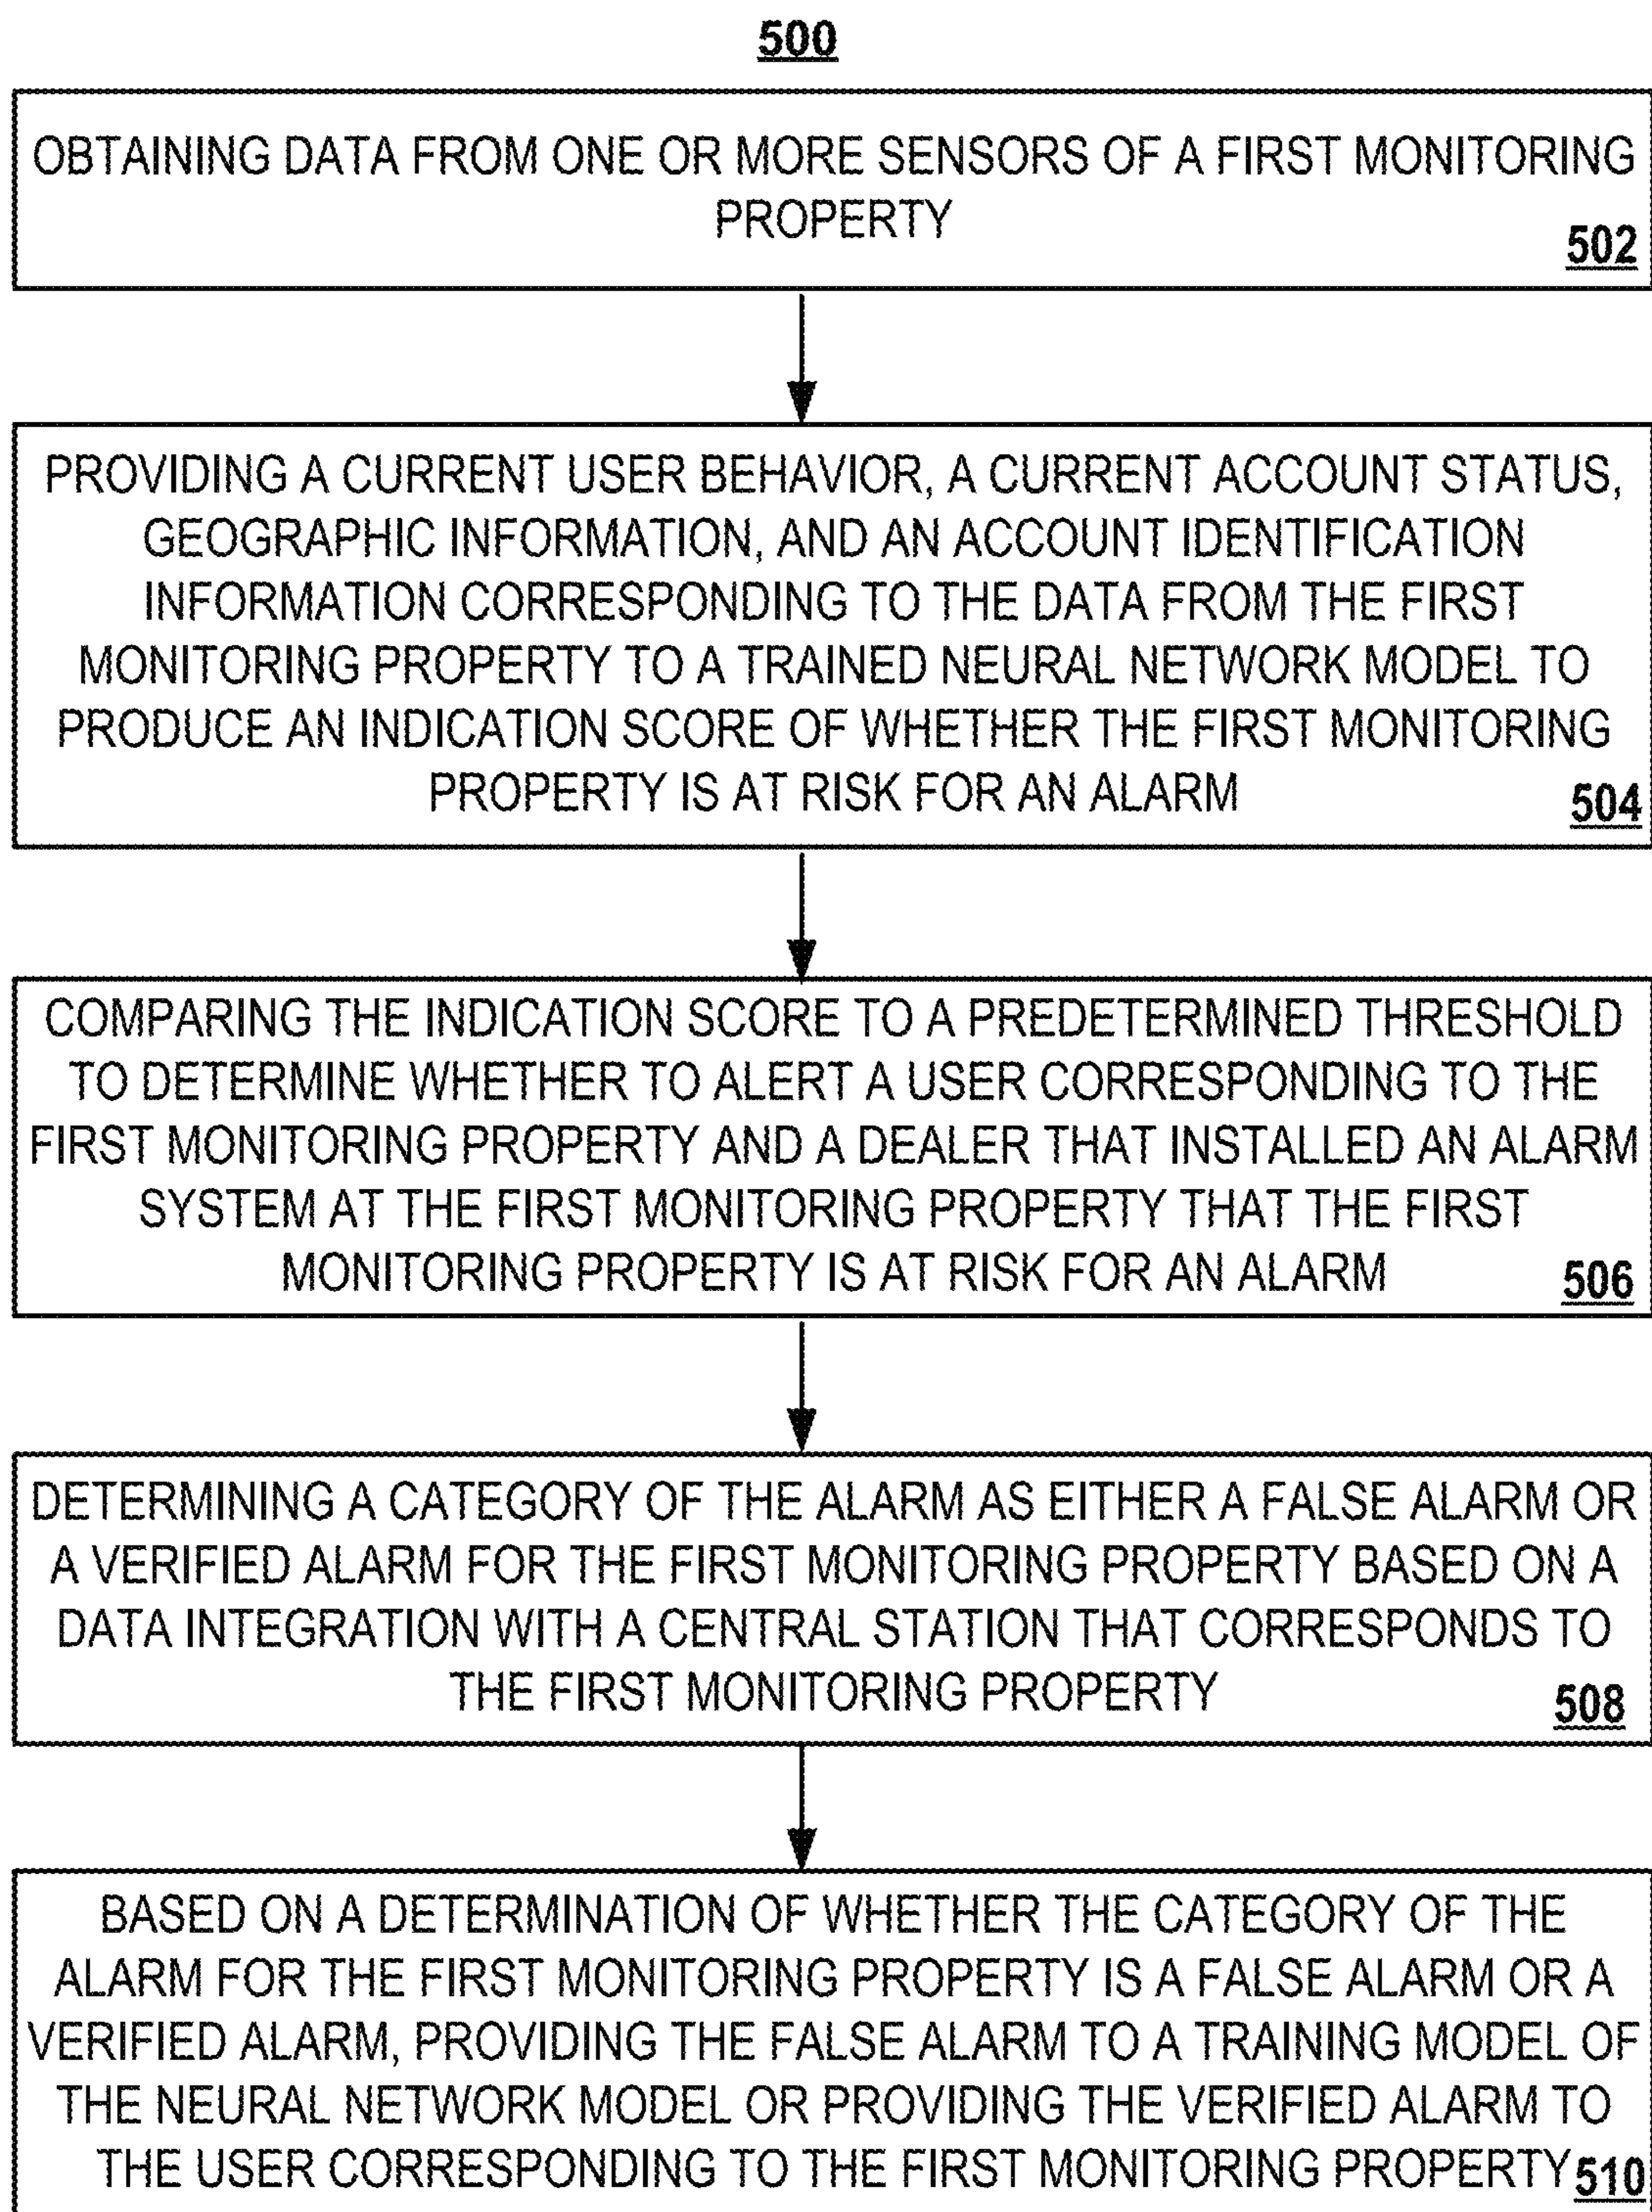 500
OBTAINING DATA FROM ONE OR MORE SENSORS OF A FIRST MONITORING
PROPERTY
502
PROVIDING A CURRENT USER BEHAVIOR, A CURRENT ACCOUNT STATUS,
GEOGRAPHIC INFORMATION, AND AN ACCOUNT IDENTIFICATION
INFORMATION CORRESPONDING TO THE DATA FROM THE FIRST
MONITORING PROPERTY TO A TRAINED NEURAL NETWORK MODEL TO
PRODUCE AN INDICATION SCORE OF WHETHER THE FIRST MONITORING
PROPERTY IS AT RISK FOR AN ALARM
504
COMPARING THE INDICATION SCORE TO A PREDETERMINED THRESHOLD
TO DETERMINE WHETHER TO ALERT A USER CORRESPONDING TO THE
FIRST MONITORING PROPERTY AND A DEALER THAT INSTALLED AN ALARM
SYSTEM AT THE FIRST MONITORING PROPERTY THAT THE FIRST
MONITORING PROPERTY IS AT RISK FOR AN ALARM
506
DETERMINING A CATEGORY OF THE ALARM AS EITHER A FALSE ALARM OR
A VERIFIED ALARM FOR THE FIRST MONITORING PROPERTY BASED ON A
DATA INTEGRATION WITH A CENTRAL STATION THAT CORRESPONDS TO
THE FIRST MONITORING PROPERTY
508
BASED ON A DETERMINATION OF WHETHER THE CATEGORY OF THE
ALARM FOR THE FIRST MONITORING PROPERTY IS A FALSE ALARM OR A
VERIFIED ALARM, PROVIDING THE FALSE ALARM TO A TRAINING MODEL OF
THE NEURAL NETWORK MODEL OR PROVIDING THE VERIFIED ALARM TO
THE USER CORRESPONDING TO THE FIRST MONITORING PROPERTY 510